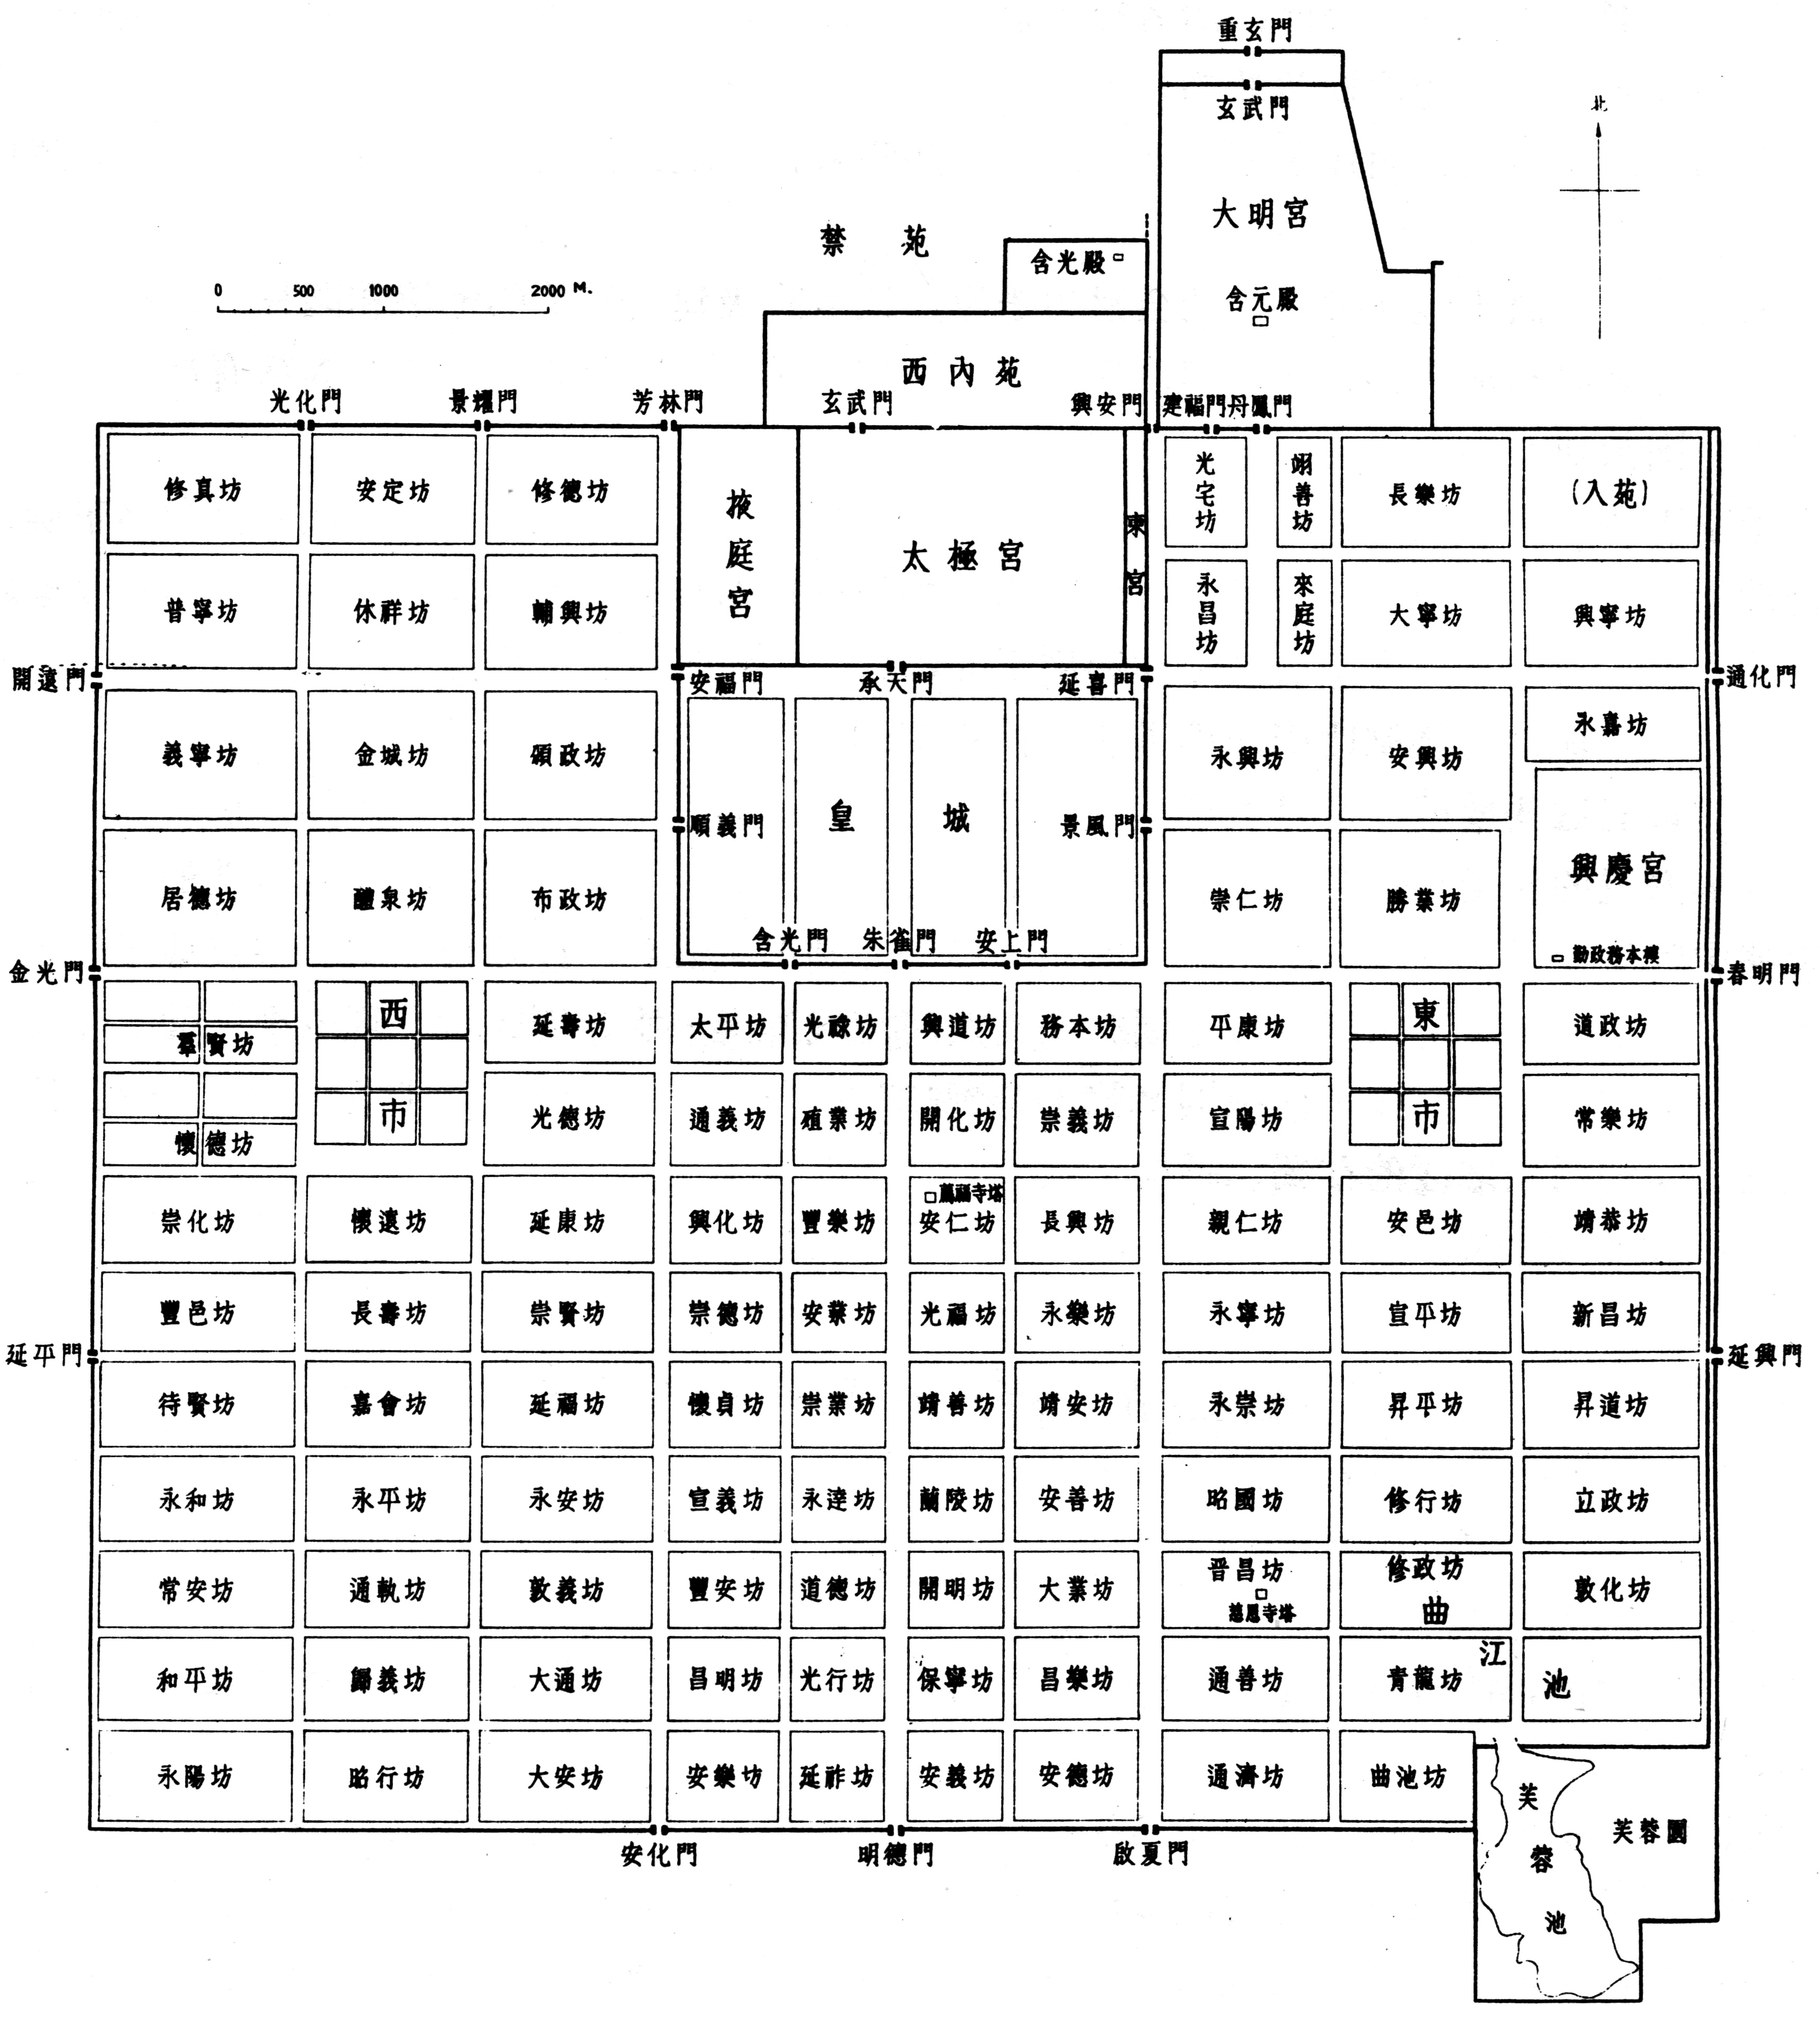 重玄門
玄武門
北
大明宮
禁苑
含光殿
含元殿
0 500 1000 2000 M.
西內苑
光化門 景耀門 芳林門 玄武門 興安門 建福門 丹鳳門
修真坊 安定坊 修德坊
掖庭宮
太極宮
東宮
光宅坊
翊善坊
長樂坊 (入苑)
普寧坊 休祥坊 輔興坊
永昌坊
來庭坊
大寧坊 興寧坊
開遠門 安福門 承天門 延喜門 通化門
義寧坊 金城坊 頒政坊
皇城
永興坊 安興坊 永嘉坊
順義門 景風門
居德坊 醴泉坊 布政坊 崇仁坊 勝業坊 興慶宮
含光門 朱雀門 安上門 勤政務本樓
金光門 春明門
羣賢坊 西市 延壽坊 太平坊 光祿坊 興道坊 務本坊 平康坊 東市 道政坊
懷德坊 光德坊 通義坊 殖業坊 開化坊 崇義坊 宣陽坊 常樂坊
薦福寺塔
崇化坊 懷遠坊 延康坊 興化坊 豐樂坊 安仁坊 長興坊 親仁坊 安邑坊 靖恭坊
豐邑坊 長壽坊 崇賢坊 崇德坊 安業坊 光福坊 永樂坊 永寧坊 宣平坊 新昌坊
延平門 延興門
待賢坊 嘉會坊 延福坊 懷貞坊 崇業坊 靖善坊 靖安坊 永崇坊 昇平坊 昇道坊
永和坊 永平坊 永安坊 宣義坊 永達坊 蘭陵坊 安善坊 昭國坊 修行坊 立政坊
常安坊 通軌坊 敦義坊 豐安坊 道德坊 開明坊 大業坊 晋昌坊 修政坊 敦化坊
慈恩寺塔
曲江池
和平坊 歸義坊 大通坊 昌明坊 光行坊 保寧坊 昌樂坊 通善坊 青龍坊
永陽坊 昭行坊 大安坊 安樂坊 延祚坊 安義坊 安德坊 通濟坊 曲池坊
芙蓉池
芙蓉園
安化門 明德門 啟夏門